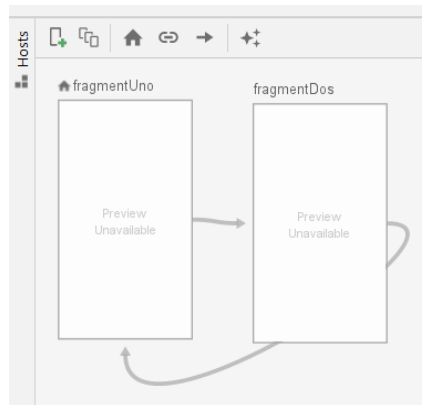 Hosts
fragmentUno
fragmentDos
Preview
Unavailable
Preview
Unavailable